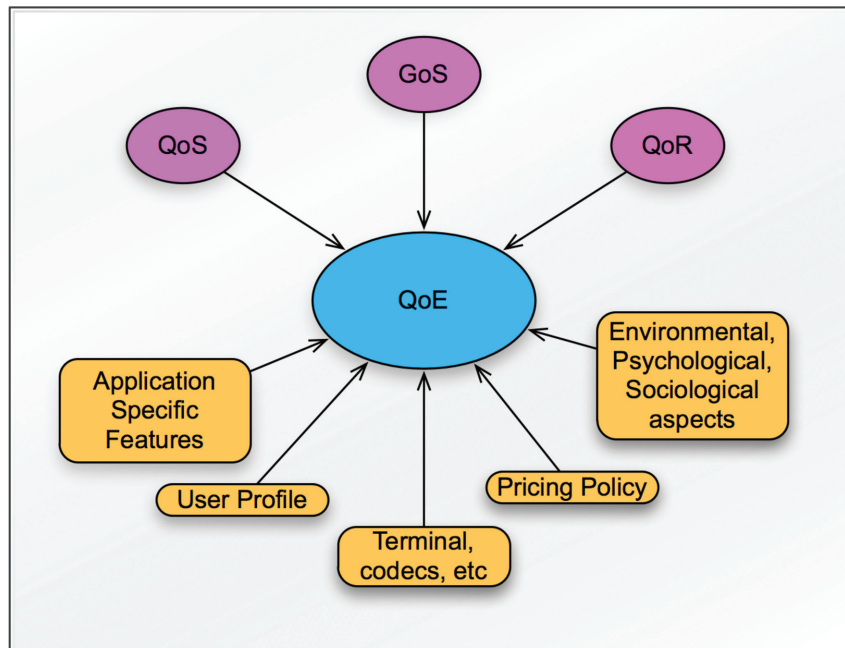 GoS
QoS
QoR
QoE
Environmental,
Psychological,
Sociological
aspects
Application
Specific
Features
User Profile
Pricing Policy
Terminal,
codecs, etc